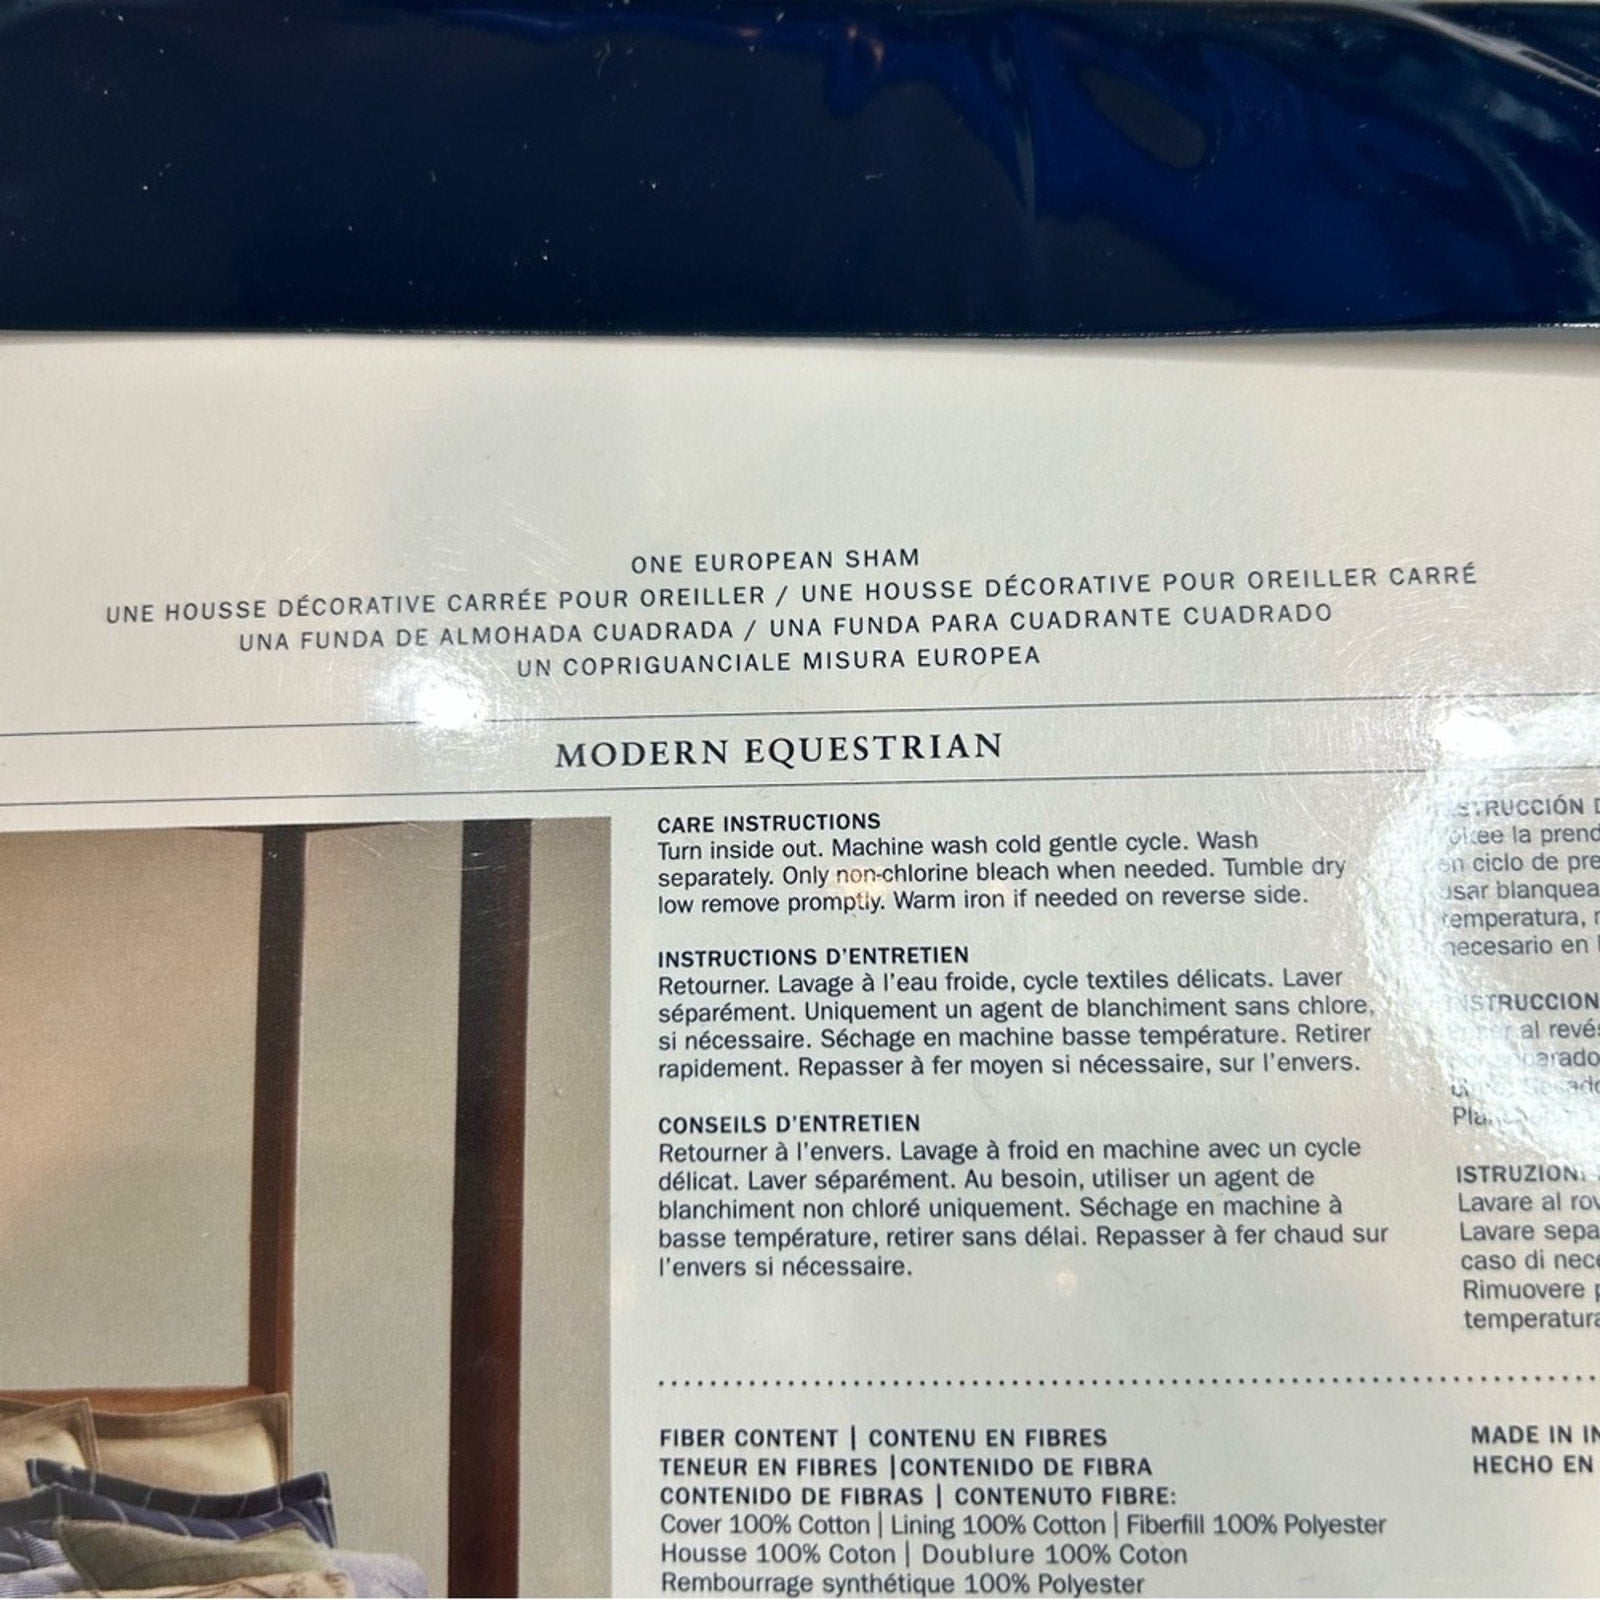 ONE EUROPEAN SHAM
UNE HOUSSE DÉCORATIVE CARRÉE POUR OREILLER / UNE HOUSSE DÉCORATIVE POUR OREILLER CARRÉ
UNA FUNDA DE ALMOHADA CUADRADA / UNA FUNDA PARA CUADRANTE CUADRADO
UN COPRIGUANCIALE MISURA EUROPEA
MODERN EQUESTRIAN
CARE INSTRUCTIONS
Turn inside out. Machine wash cold gentle cycle. Wash
separately. Only non-chlorine bleach when needed. Tumble dry
low remove promptly. Warm iron if needed on reverse side.
INSTRUCTIONS D'ENTRETIEN
Retourner. Lavage à l'eau froide, cycle textiles délicats. Laver
séparément. Uniquement un agent de blanchiment sans chlore,
si nécessaire. Séchage en machine basse température. Retirer
rapidement. Repasser à fer moyen si nécessaire, sur l'envers.
CONSEILS D'ENTRETIEN
Retourner à l'envers. Lavage à froid en machine avec un cycle
délicat. Laver séparément. Au besoin, utiliser un agent de
blanchiment non chloré uniquement. Séchage en machine à
basse température, retirer sans délai. Repasser à fer chaud sur
l'envers si nécessaire.
la prend
ciclo de pre
usar blanquea
temperatura,
necesario en
al revés
ISTRUZIONI
Lavare al rov
Lavare sepa
caso di nece
Rimuovere
temperatura
FIBER CONTENT | CONTENU EN FIBRES
TENEUR EN FIBRES | CONTENIDO DE FIBRA
CONTENIDO DE FIBRAS | CONTENUTO FIBRE:
Cover 100% Cotton | Lining 100% Cotton | Fiberfill 100% Polyester
Housse 100% Coton | Doublure 100% Coton
Rembourrage synthétique 100% Polyester
MADE IN IN
HECHO EN